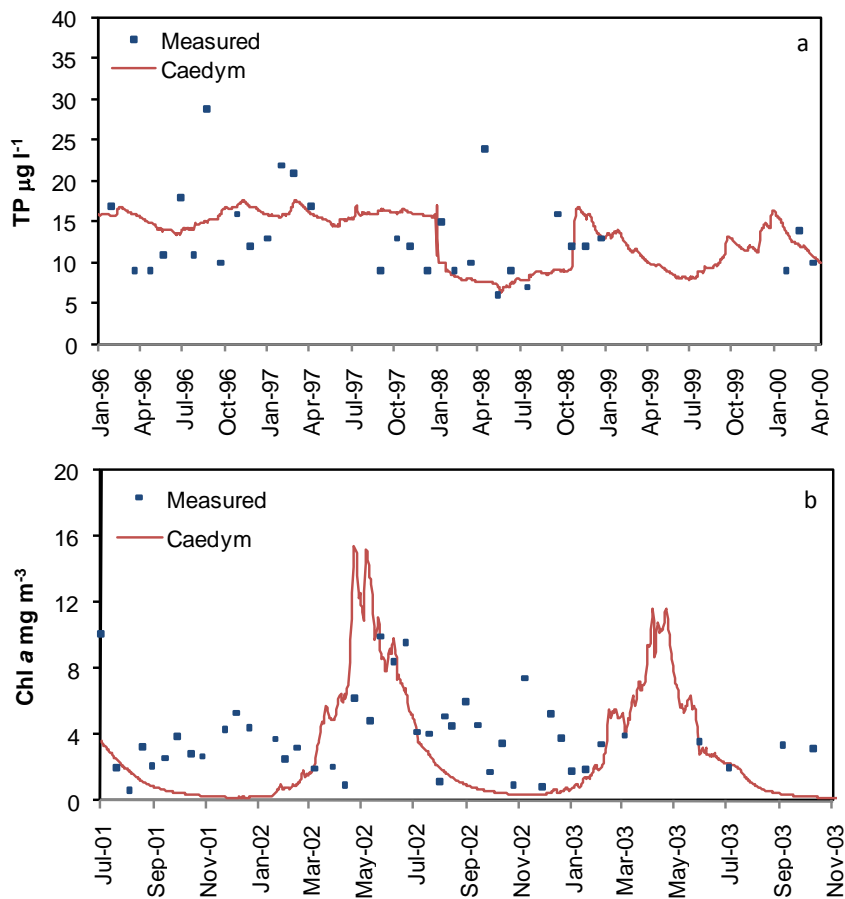 40
35
30
25
20
15
10
5
0
TP µg l-1
Measured
Caedym
a
Jan-96
Apr-96
Jul-96
Oct-96
Jan-97
Apr-97
Jul-97
Oct-97
Jan-98
Apr-98
Jul-98
Oct-98
Jan-99
Apr-99
Jul-99
Oct-99
Jan-00
Apr-00
20
16
12
8
4
0
Chl a mg m-3
Measured
Caedym
b
Jul-01
Sep-01
Nov-01
Jan-02
Mar-02
May-02
Jul-02
Sep-02
Nov-02
Jan-03
Mar-03
May-03
Jul-03
Sep-03
Nov-03